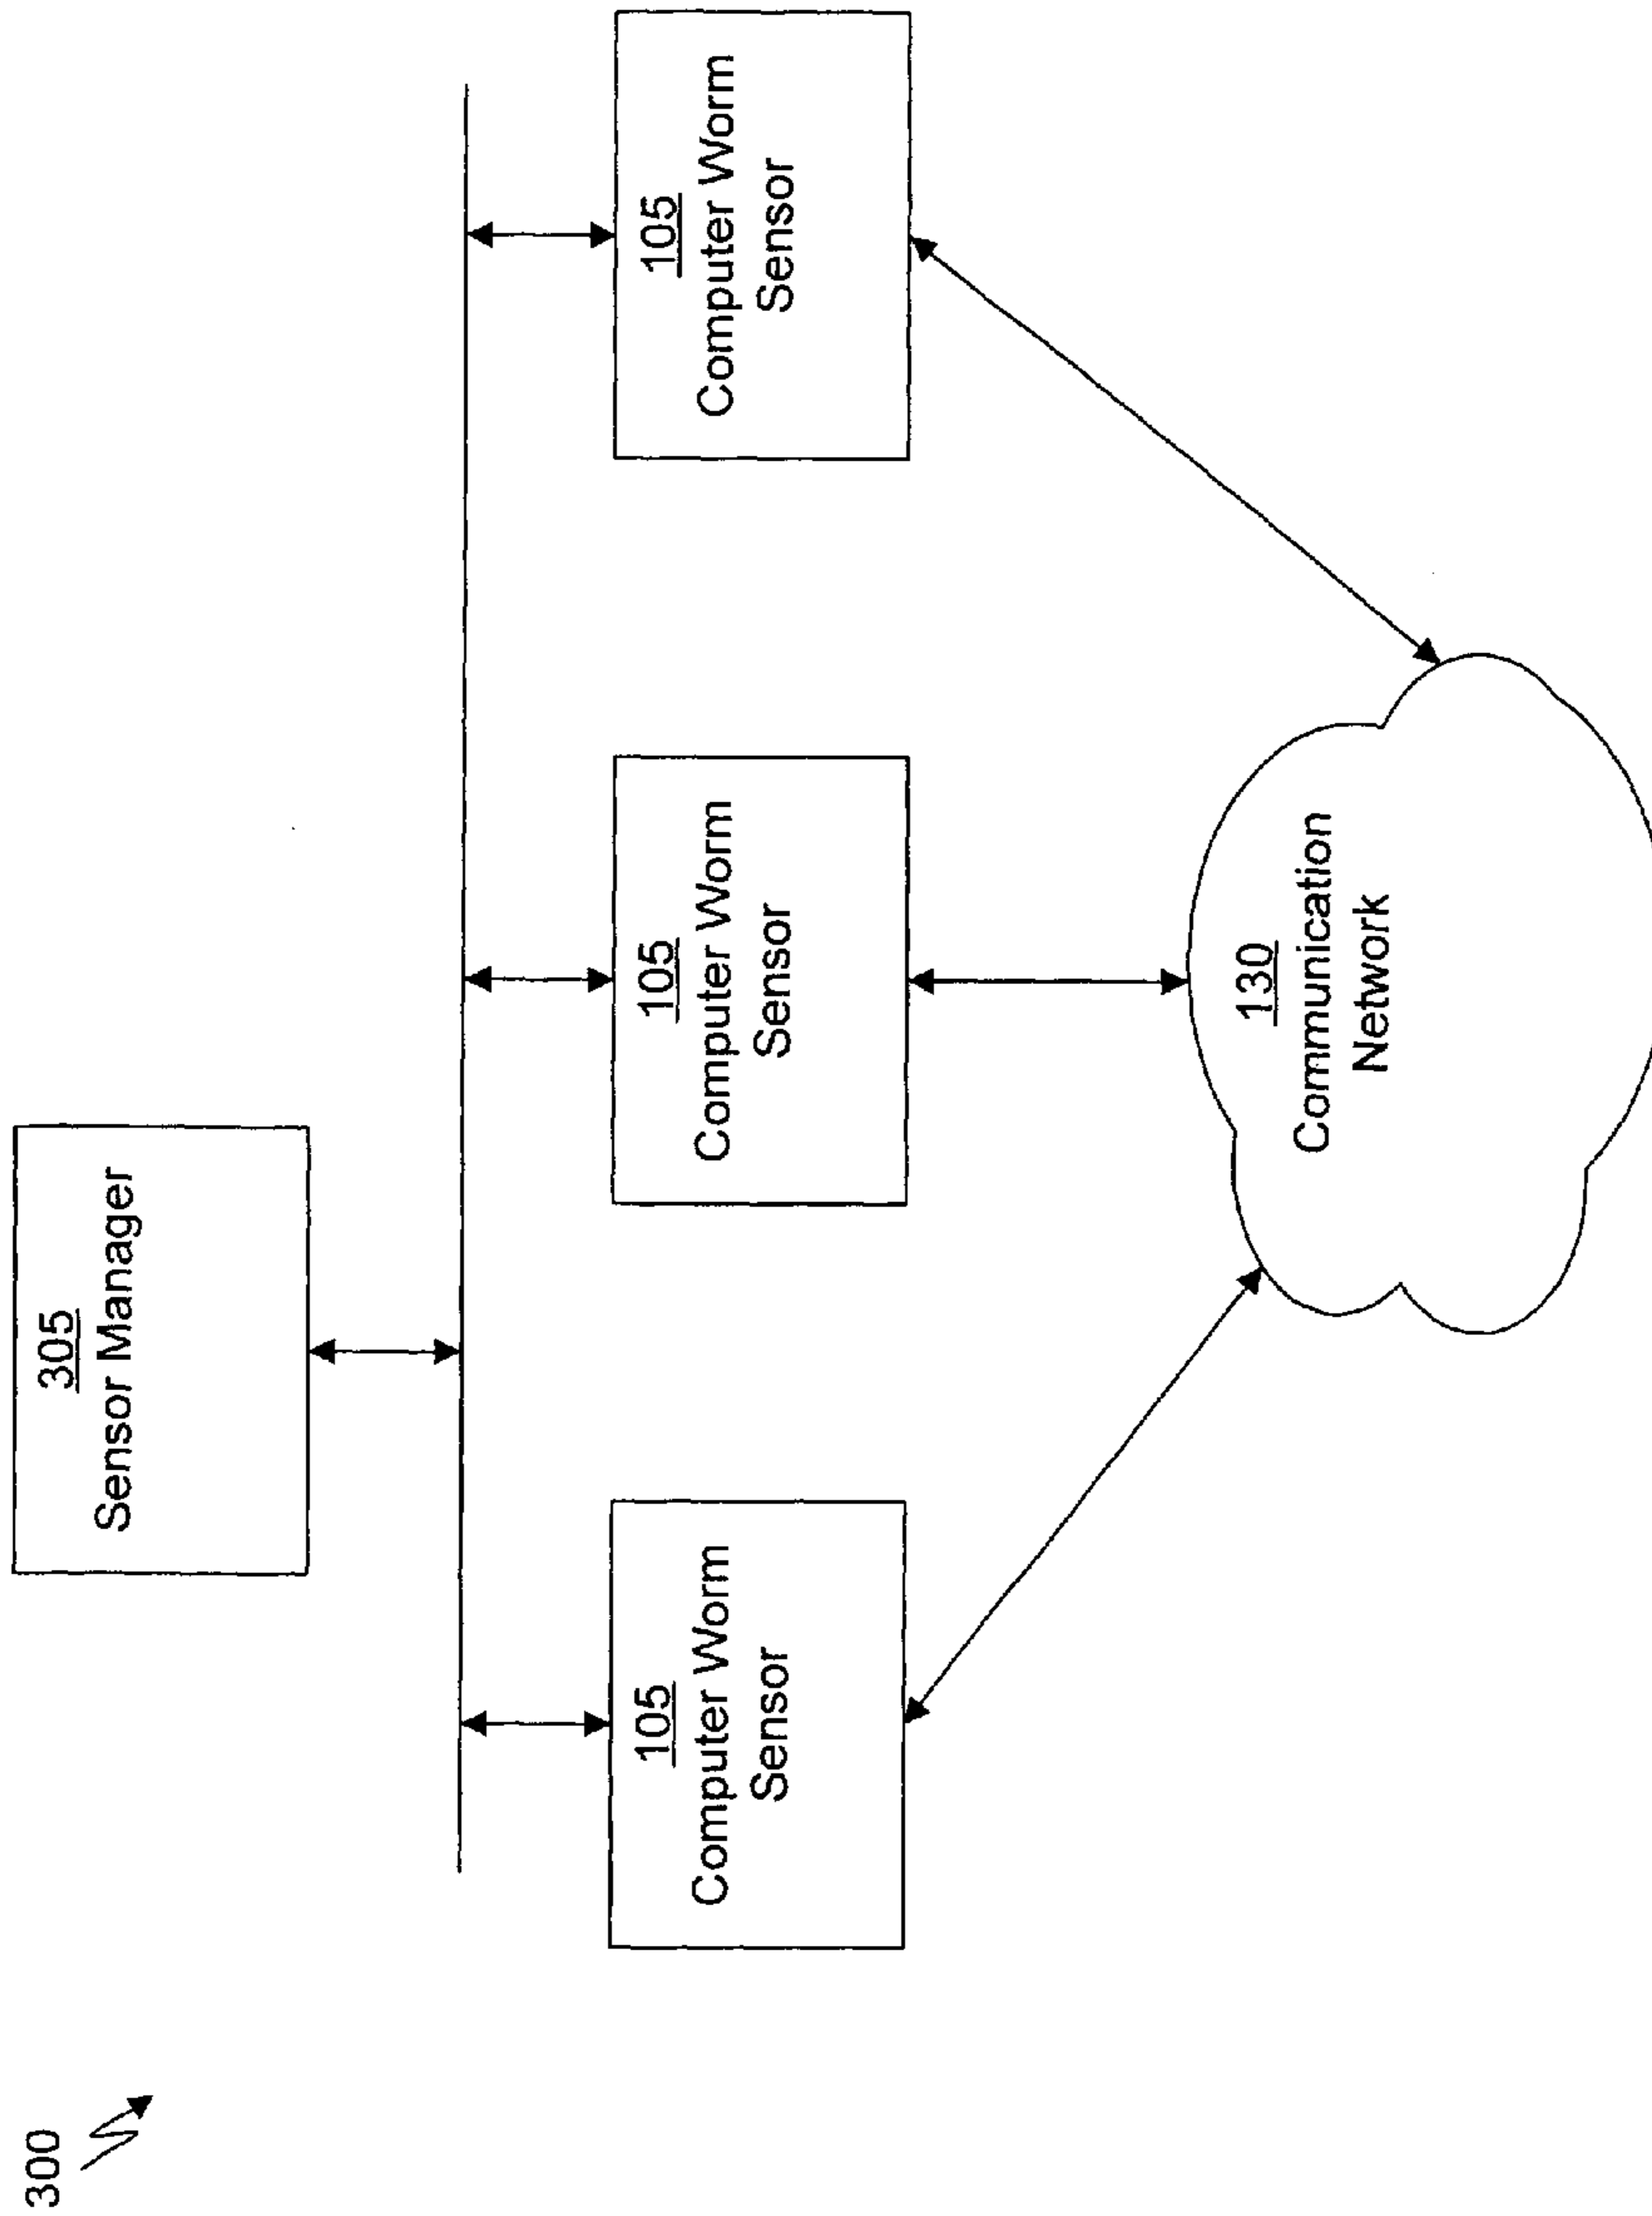 300
305
Sensor Manager
105
Computer Worm
Sensor
105
Computer Worm
Sensor
105
Computer Worm
Sensor
130
Communication
Network